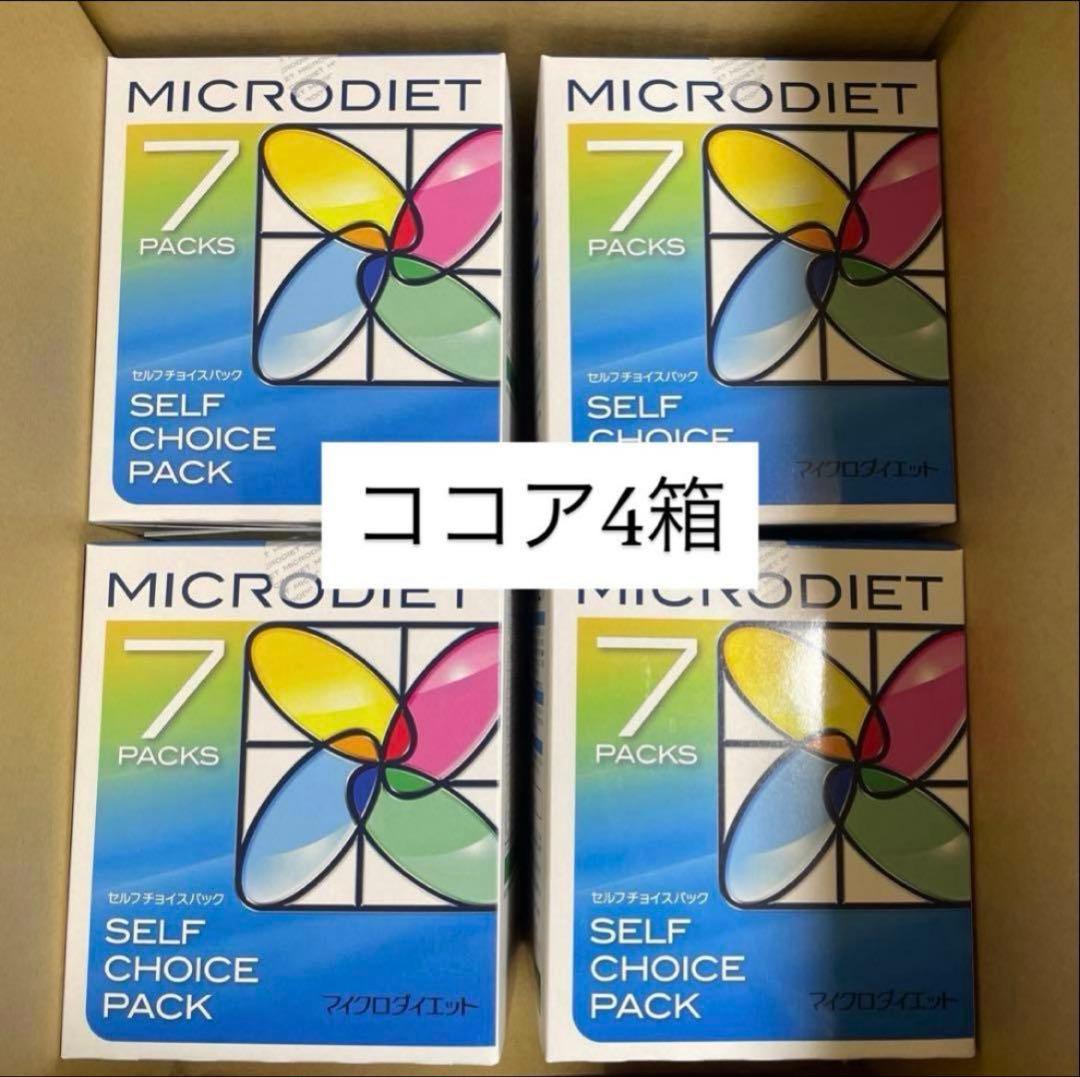 MICRODIET
7
PACKS
セルフチョイスパック
SELF
CHOICE
PACK
MICRODIET
7
PACKS
セルフチョイスパック
SELF
CHOICE
マイクロダイエット
ココア4箱
MICRODIET
7
PACKS
セルフチョイスパック
SELF
CHOICE
PACK
マイクロダイエット
MICRODIET
7
PACKS
セルフチョイスパック
SELF
CHOICE
PACK
マイクロダイエット